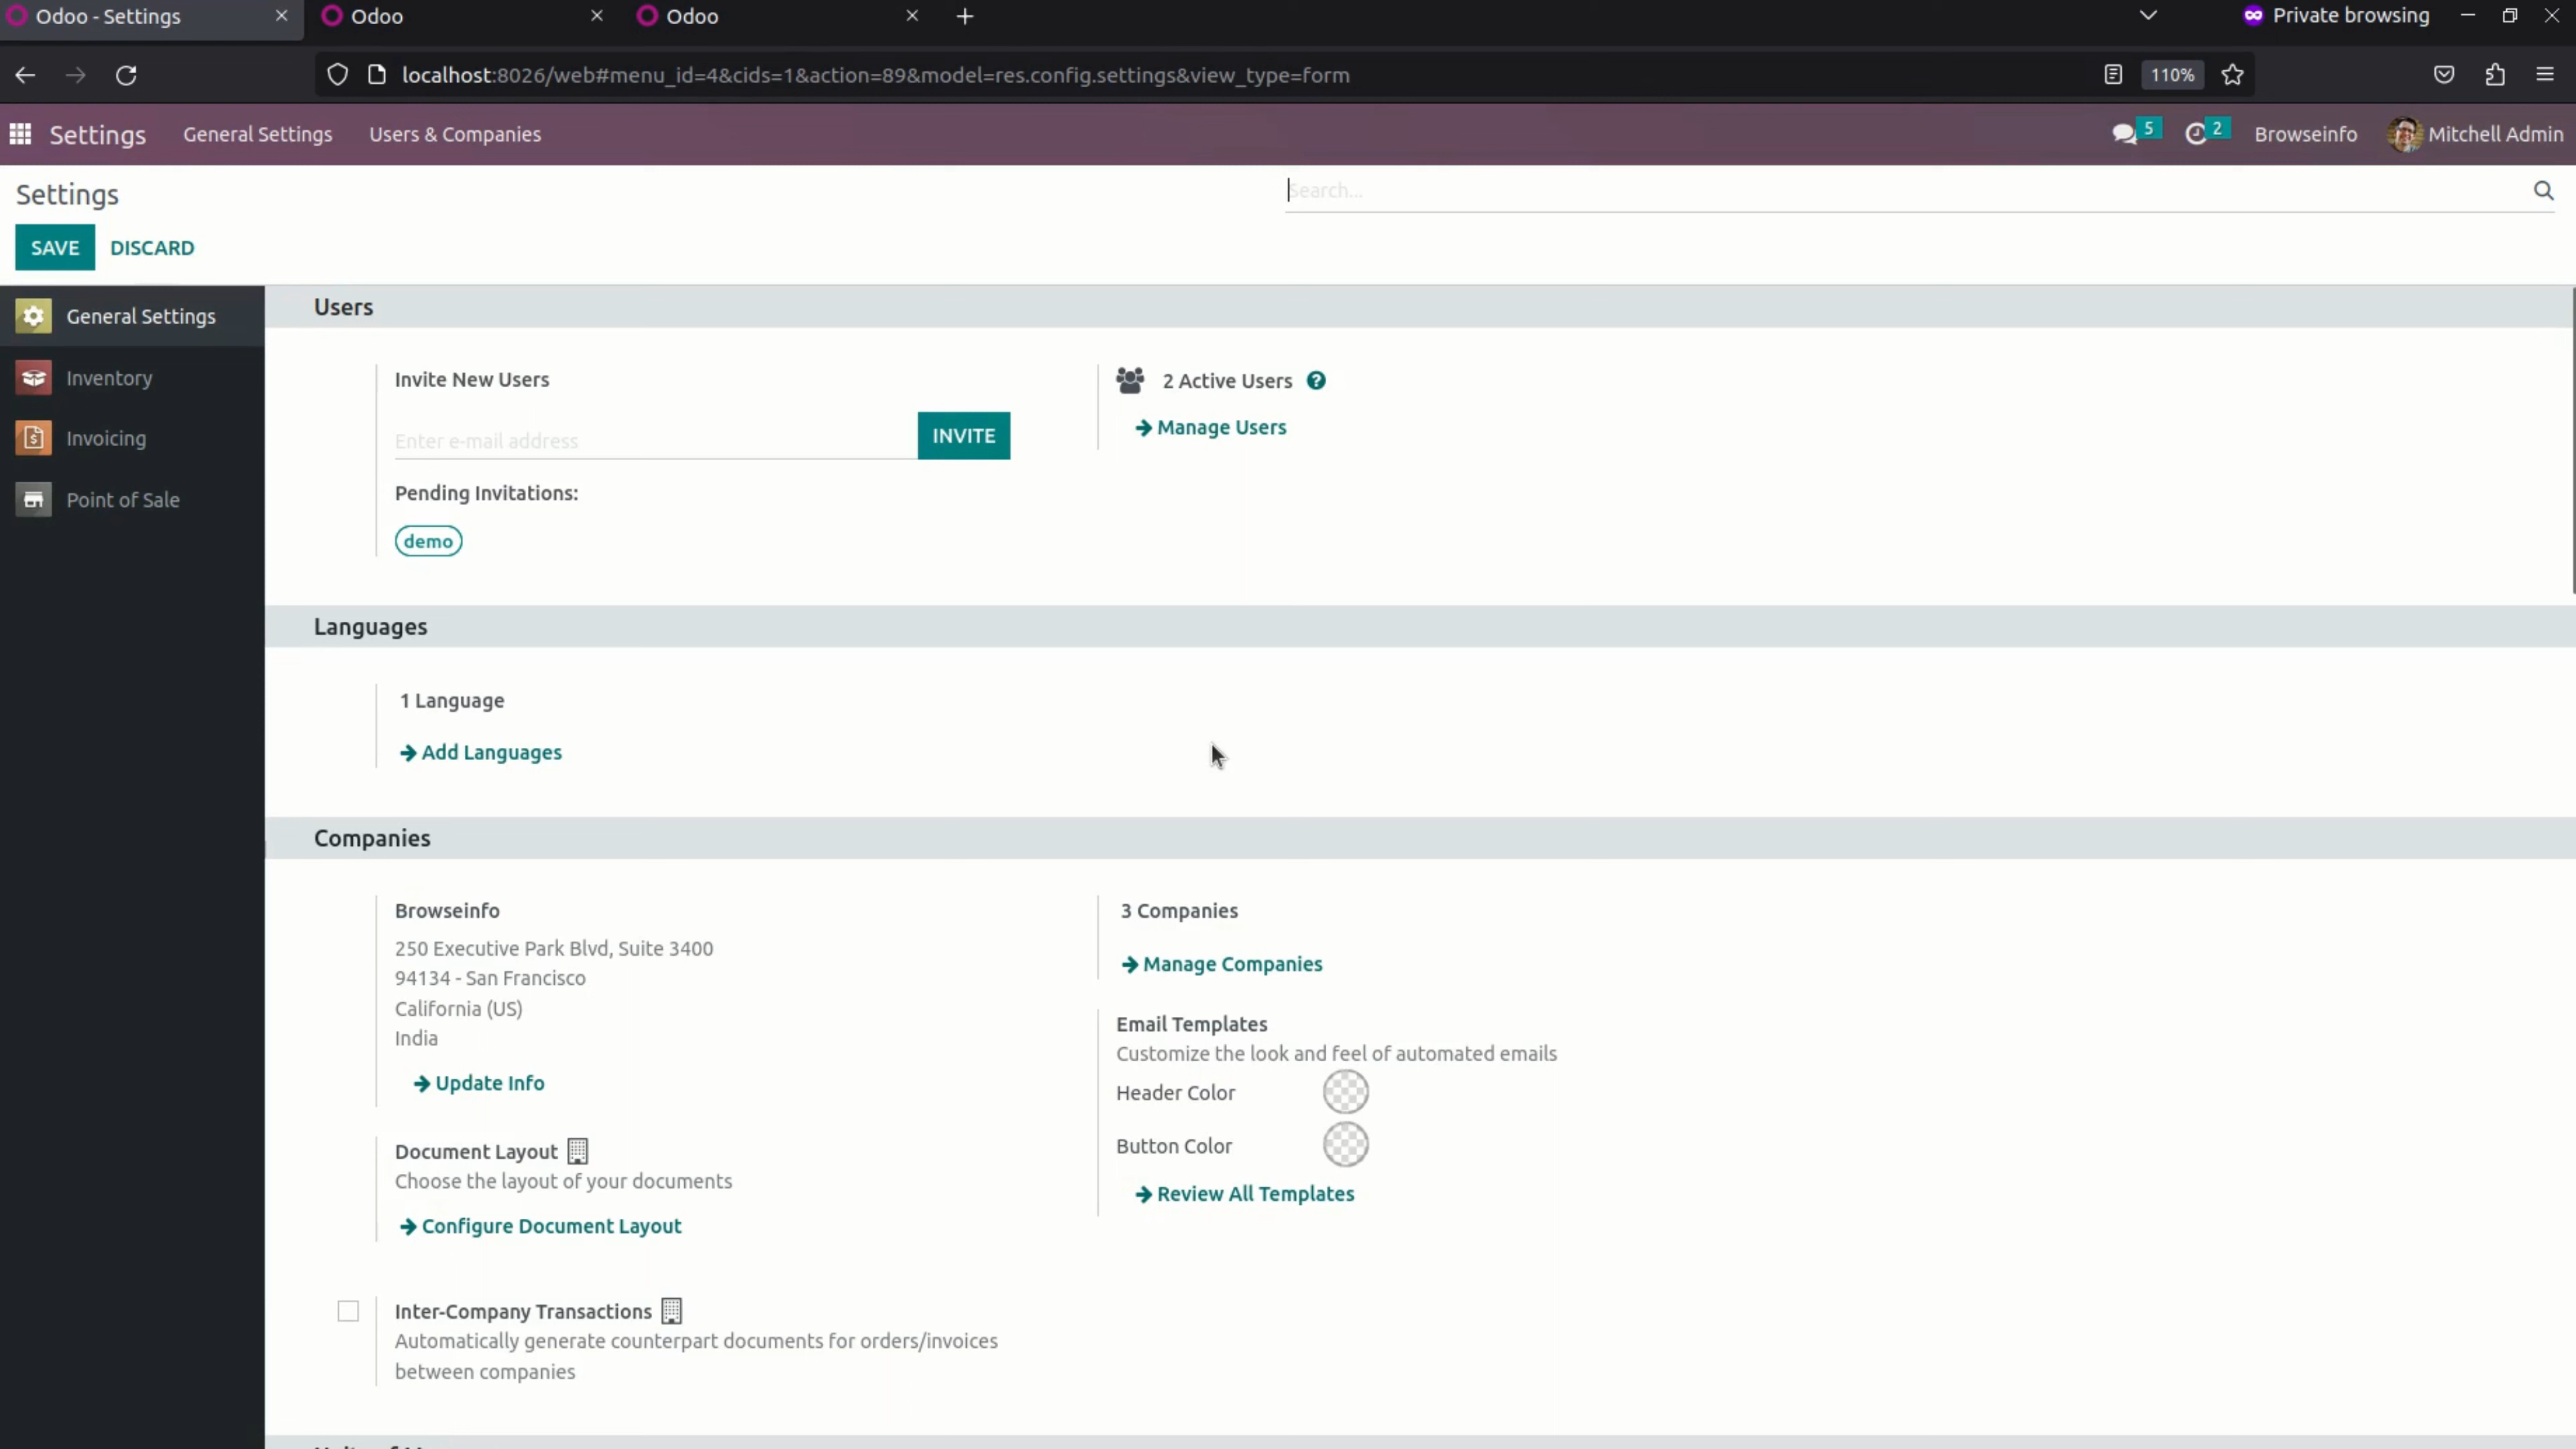 Odoo - Settings
Odoo
Odoo
Private browsing
localhost:8026/web#menu_id=4&cids=1&action=89&model=res.config.settings&view_type=form
110%
Settings
General Settings
Users & Companies
5
2
Browseinfo
Mitchell Admin
Settings
Search...
SAVE
DISCARD
General Settings
Inventory
Invoicing
Point of Sale
Users
Invite New Users
Enter e-mail address
INVITE
Pending Invitations:
demo
2 Active Users
Manage Users
Languages
1 Language
Add Languages
Companies
Browseinfo
250 Executive Park Blvd, Suite 3400
94134 - San Francisco
California (US)
India
Update Info
3 Companies
Manage Companies
Email Templates
Customize the look and feel of automated emails
Header Color
Button Color
Review All Templates
Document Layout
Choose the layout of your documents
Configure Document Layout
Inter-Company Transactions
Automatically generate counterpart documents for orders/invoices
between companies